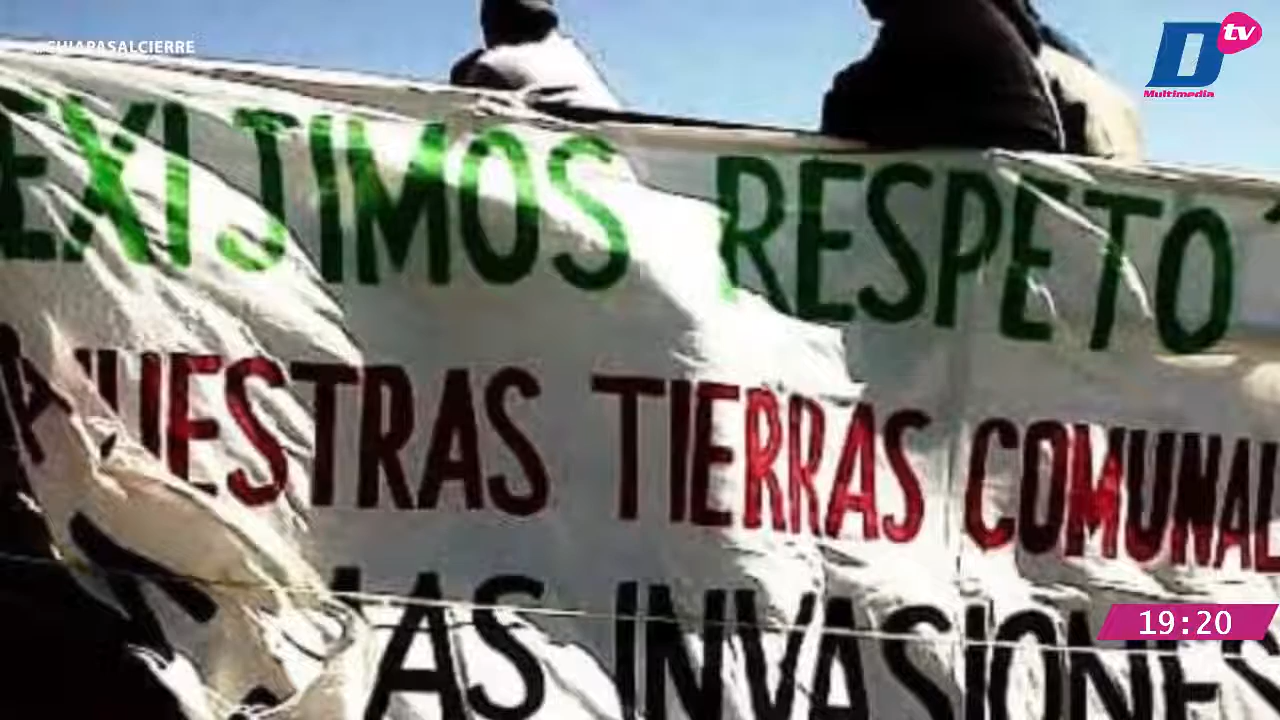 #CHIAPASALCIERRE
D tv
Multimedia
EXIJIMOS RESPETO
A NUESTRAS TIERRAS COMUNAL
LAS INVASIONES
19:20